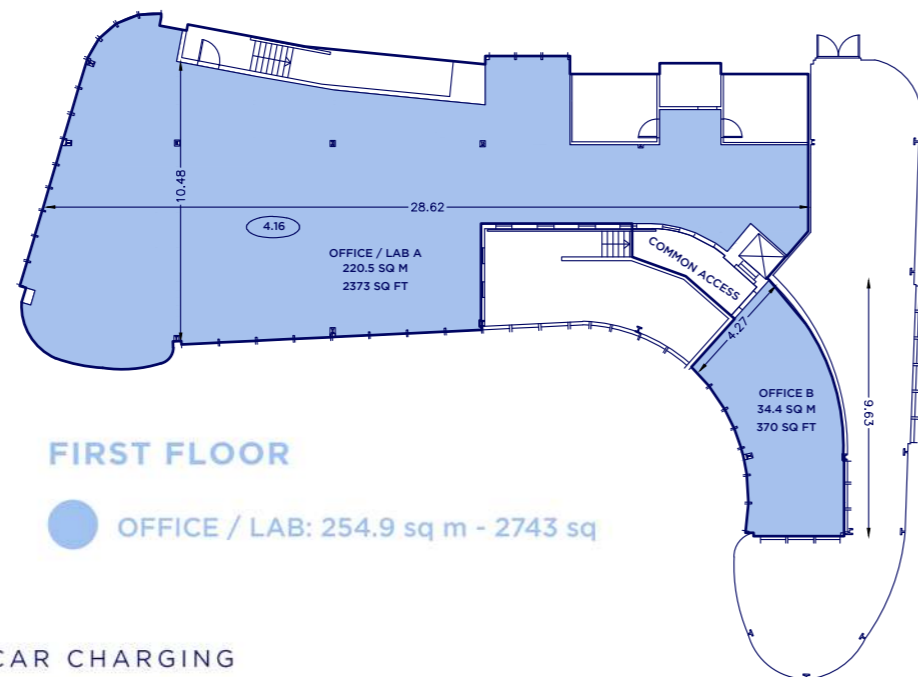 10.48
28.62
4.16
OFFICE / LAB A
220.5 SQ M
2373 SQ FT
COMMON ACCESS
4.27
OFFICE B
34.4 SQ M
370 SQ FT
9.63
FIRST FLOOR
OFFICE / LAB: 254.9 sq m - 2743 sq
CAR CHARGING